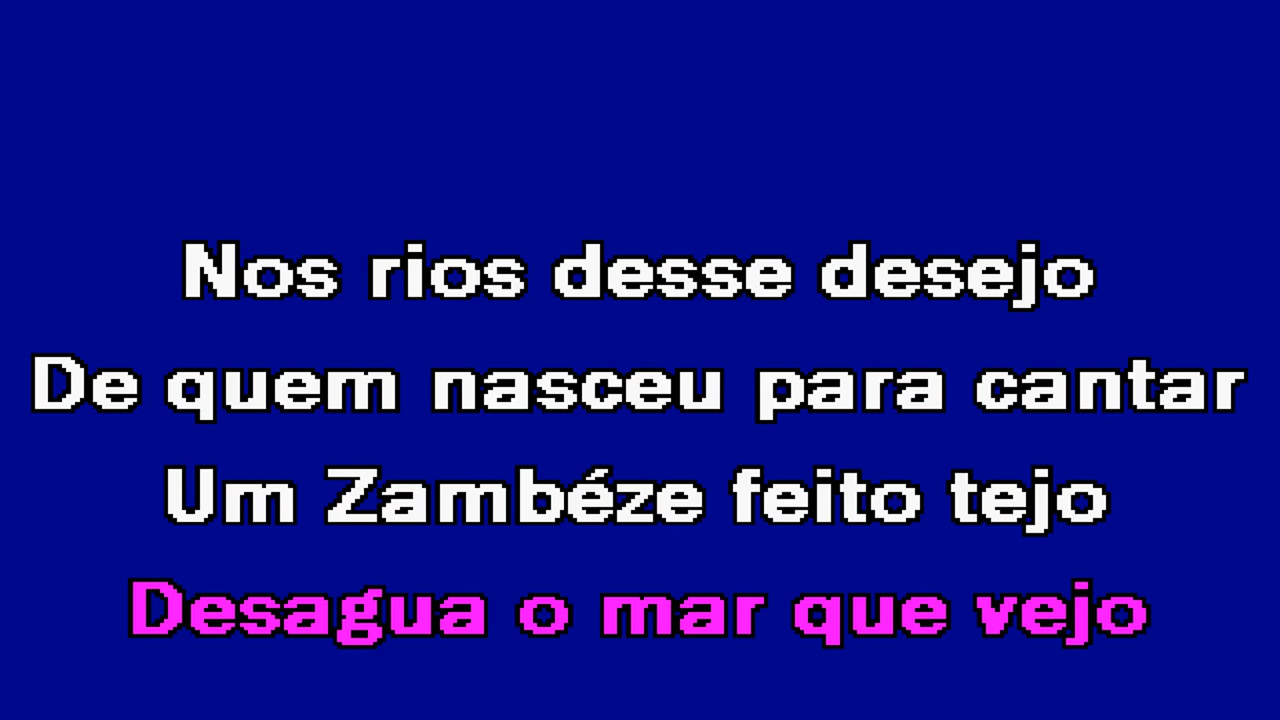 Nos rios desse desejo
De quem nasceu para cantar
Um Zambéze feito tejo
Desagua o mar que vejo